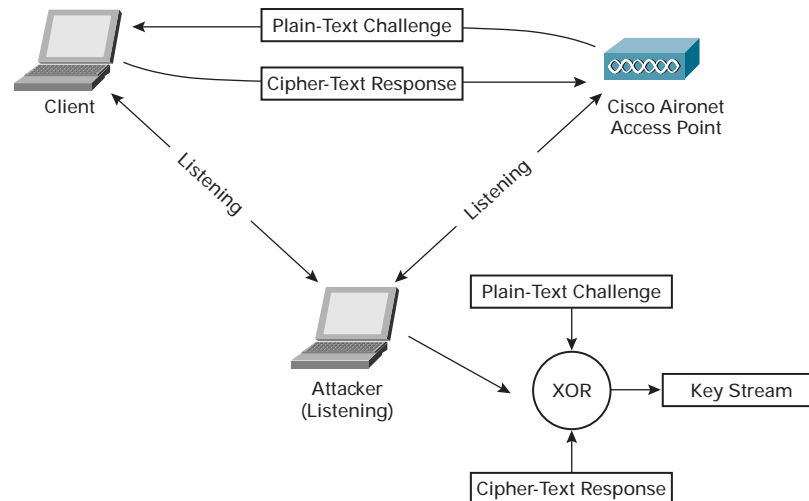 Plain-Text Challenge
Cipher-Text Response
Client
Cisco Aironet
Access Point
Listening
Listening
Plain-Text Challenge
Attacker
(Listening)
XOR
Key Stream
Cipher-Text Response